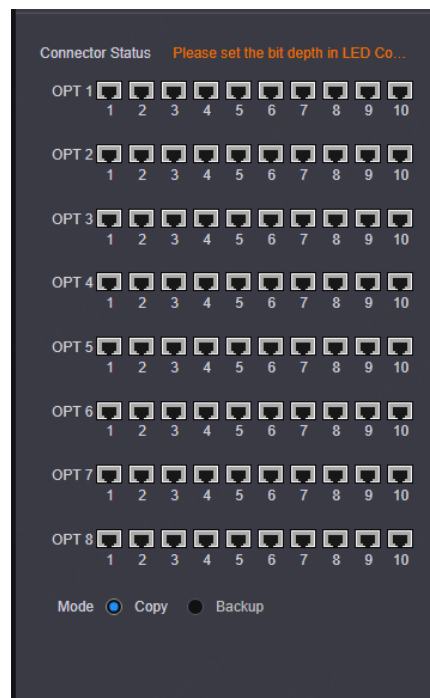 Connector Status Please set the bit depth in LED Co...
OPT 1
1 2 3 4 5 6 7 8 9 10
OPT 2
1 2 3 4 5 6 7 8 9 10
OPT 3
1 2 3 4 5 6 7 8 9 10
OPT 4
1 2 3 4 5 6 7 8 9 10
OPT 5
1 2 3 4 5 6 7 8 9 10
OPT 6
1 2 3 4 5 6 7 8 9 10
OPT 7
1 2 3 4 5 6 7 8 9 10
OPT 8
1 2 3 4 5 6 7 8 9 10
Mode Copy Backup